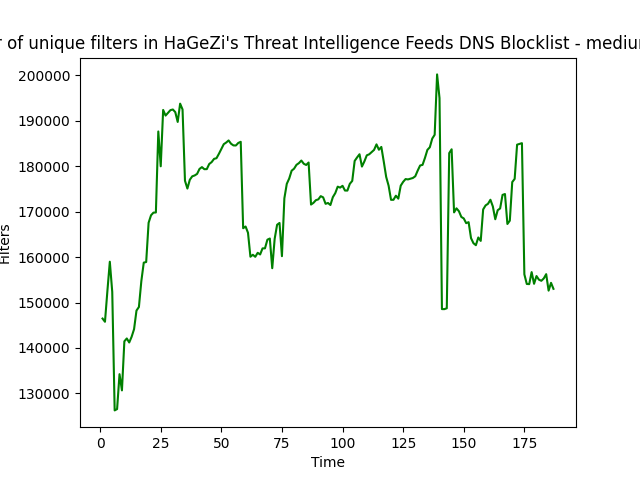 of unique filters in HaGeZi's Threat Intelligence Feeds DNS Blocklist -
200000
190000
180000
170000
160000
150000
140000
130000
Filters
0 25 50 75 100 125 150 175
Time